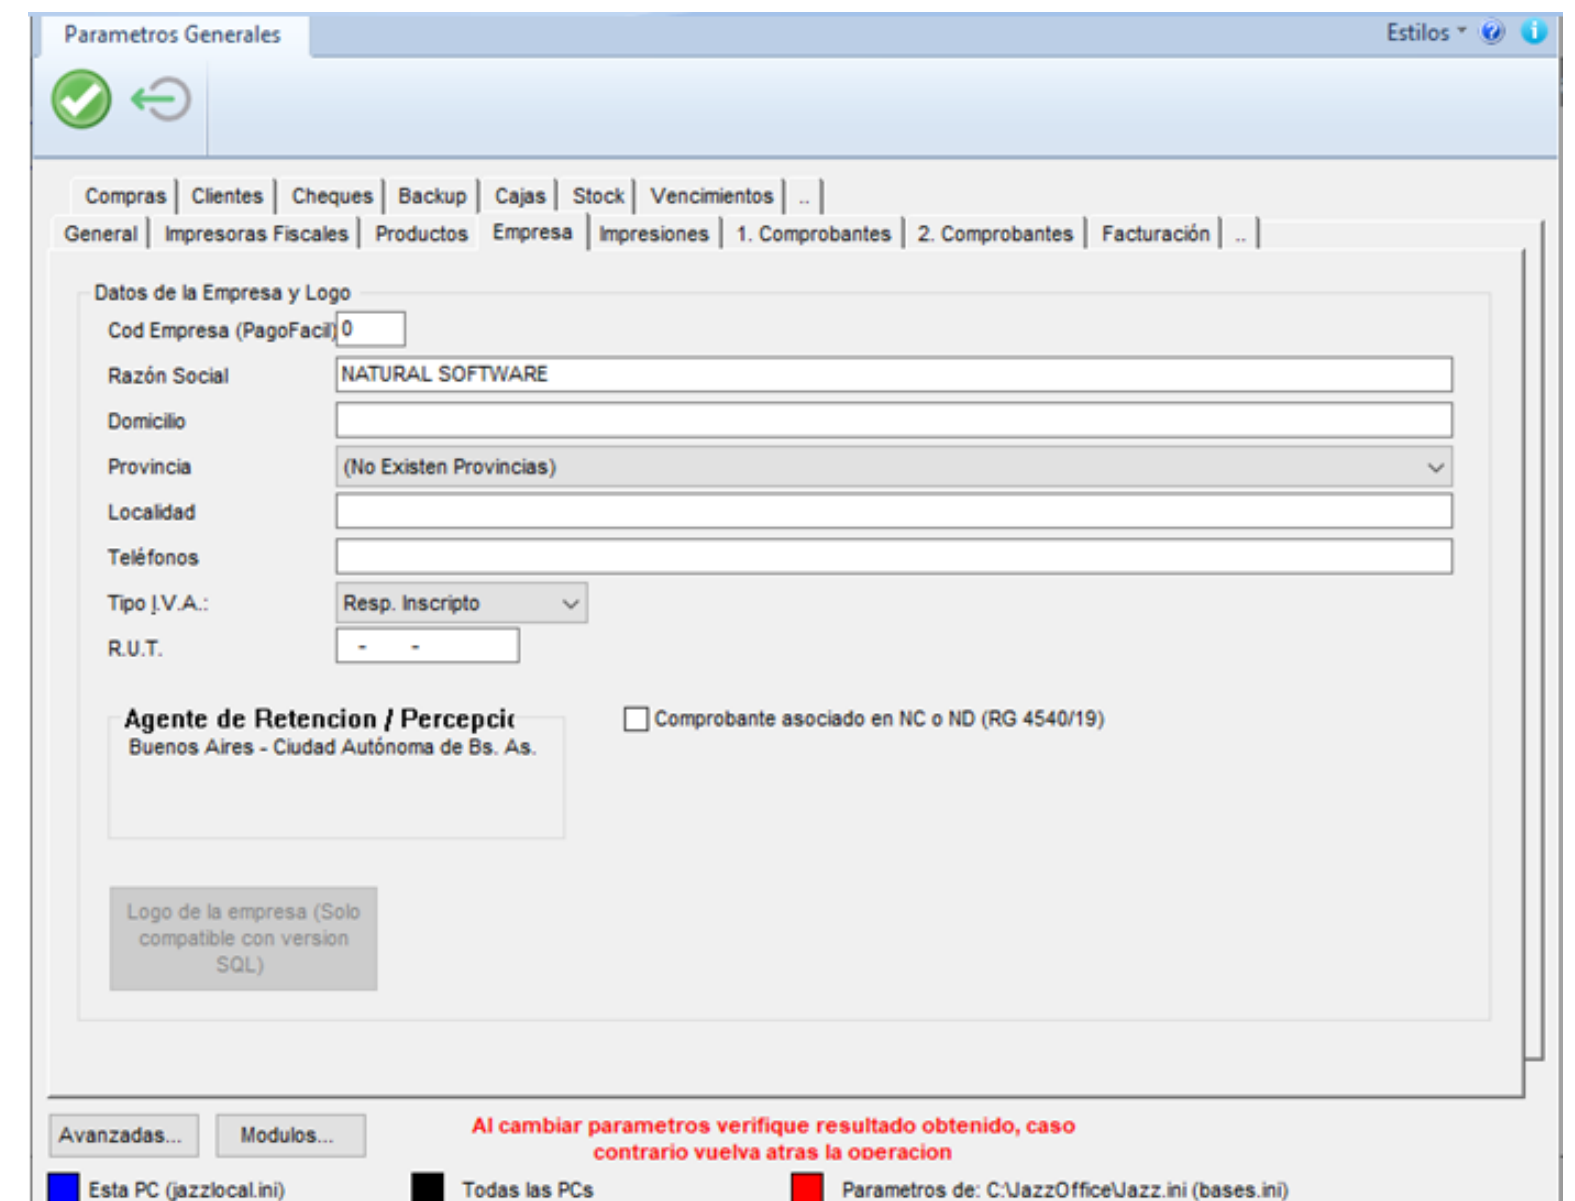 Parametros Generales
Estilos
Compras Clientes Cheques Backup Cajas Stock Vencimientos ..
General Impresoras Fiscales Productos Empresa Impresiones 1. Comprobantes 2. Comprobantes Facturación ..
Datos de la Empresa y Logo
Cod Empresa (PagoFacil) 0
Razón Social NATURAL SOFTWARE
Domicilio
Provincia (No Existen Provincias)
Localidad
Teléfonos
Tipo I.V.A.: Resp. Inscripto
R.U.T. - -
Agente de Retencion / Percepcio
Comprobante asociado en NC o ND (RG 4540/19)
Buenos Aires - Ciudad Autónoma de Bs. As.
Logo de la empresa (Solo
compatible con version
SQL)
Avanzadas... Modulos...
Al cambiar parametros verifique resultado obtenido, caso
contrario vuelva atras la operacion
Esta PC (jazzlocal.ini) Todas las PCs Parametros de: C:\JazzOffice\Jazz.ini (bases.ini)